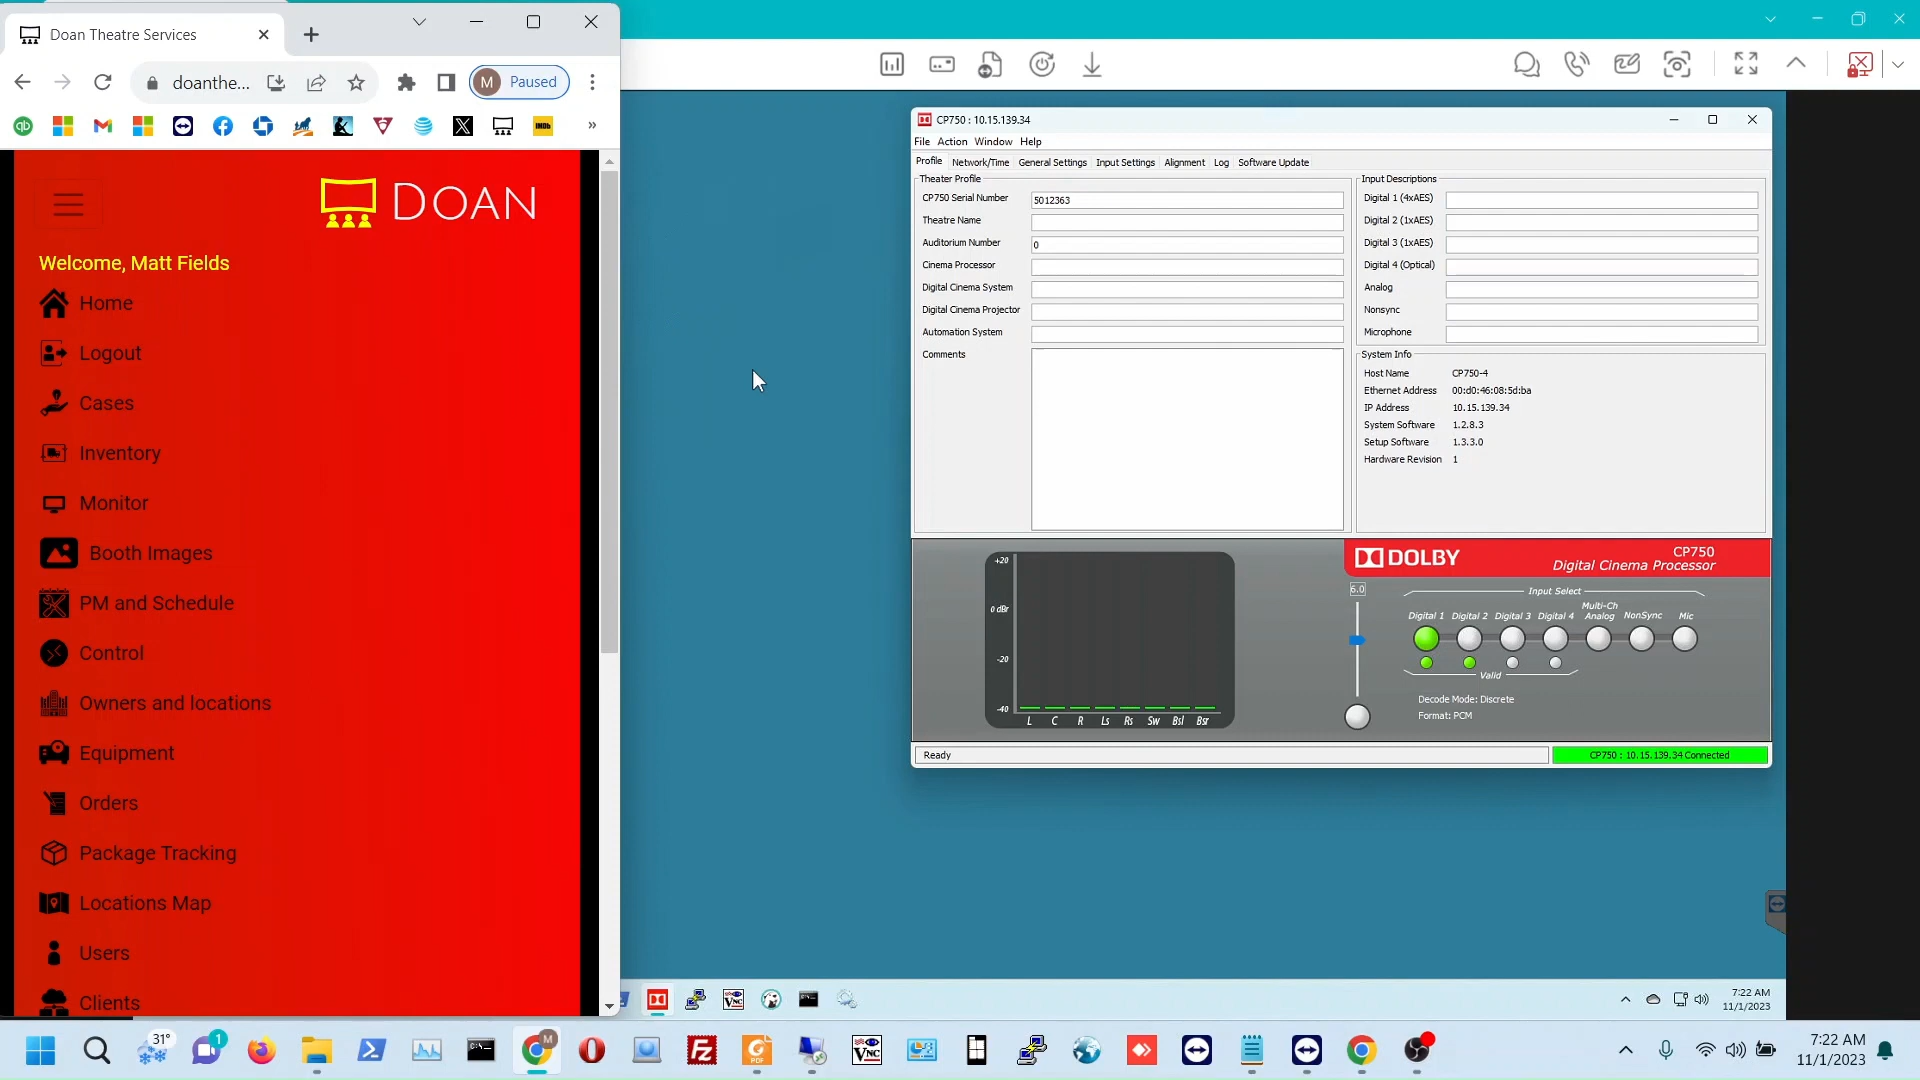 Doan Theatre Services
doanthe...
M Paused
DOAN
Welcome, Matt Fields
Home
Logout
Cases
Inventory
Monitor
Booth Images
PM and Schedule
Control
Owners and locations
Equipment
Orders
Package Tracking
Locations Map
Users
Clients
CP750 : 10.15.139.34
File Action Window Help
Profile Network/Time General Settings Input Settings Alignment Log Software Update
Theater Profile
CP750 Serial Number 5012363
Theatre Name
Auditorium Number 0
Cinema Processor
Digital Cinema System
Digital Cinema Projector
Automation System
Comments
Input Descriptions
Digital 1 (4xAES)
Digital 2 (1xAES)
Digital 3 (1xAES)
Digital 4 (Optical)
Analog
Nonsync
Microphone
System Info
Host Name CP750-4
Ethernet Address 00:d0:46:08:5d:ba
IP Address 10.15.139.34
System Software 1.2.8.3
Setup Software 1.3.3.0
Hardware Revision 1
+20
0 dBr
-20
-40
L C R Ls Rs Sw Bsl Bsr
DOLBY
CP750
Digital Cinema Processor
6.0
Input Select
Digital 1 Digital 2 Digital 3 Digital 4 Multi-Ch Analog NonSync Mic
Valid
Decode Mode: Discrete
Format: PCM
Ready
CP750 : 10.15.139.34 Connected
7:22 AM
11/1/2023
31°
1
7:22 AM
11/1/2023